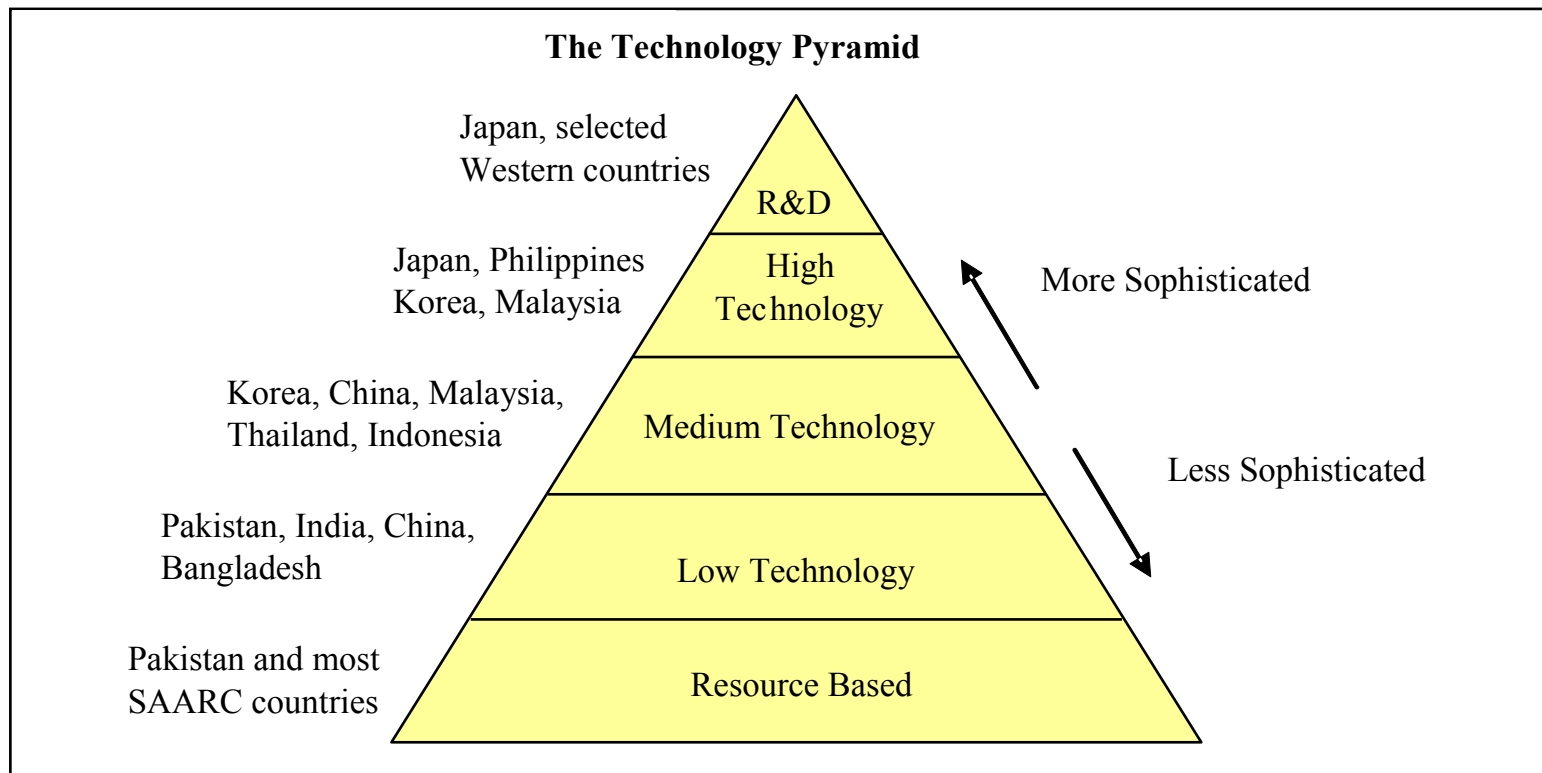 The Technology Pyramid
Japan, selected
Western countries
R&D
Japan, Philippines
Korea, Malaysia
High
Technology
More Sophisticated
Korea, China, Malaysia,
Thailand, Indonesia
Medium Technology
Less Sophisticated
Pakistan, India, China,
Bangladesh
Low Technology
Pakistan and most
SAARC countries
Resource Based